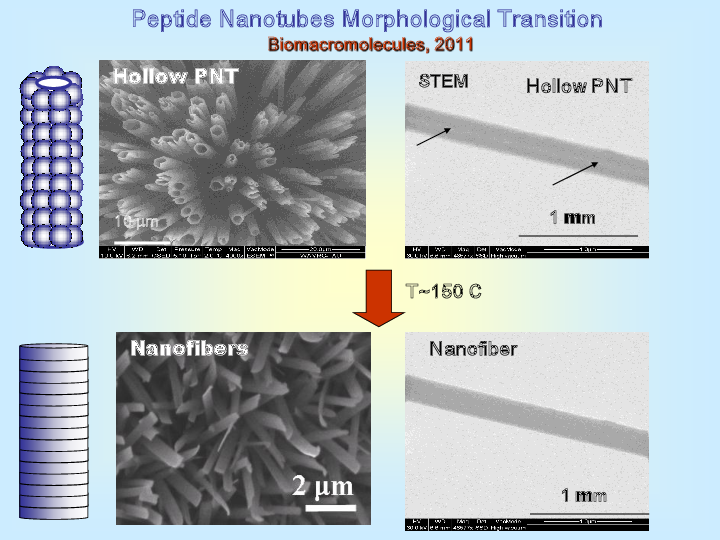 Peptide Nanotubes Morphological Transition
Biomacromolecules, 2011
Hollow PNT
10 µm
STEM
Hollow PNT
1 mm
T~150 C
Nanofibers
2 µm
Nanofiber
1 mm